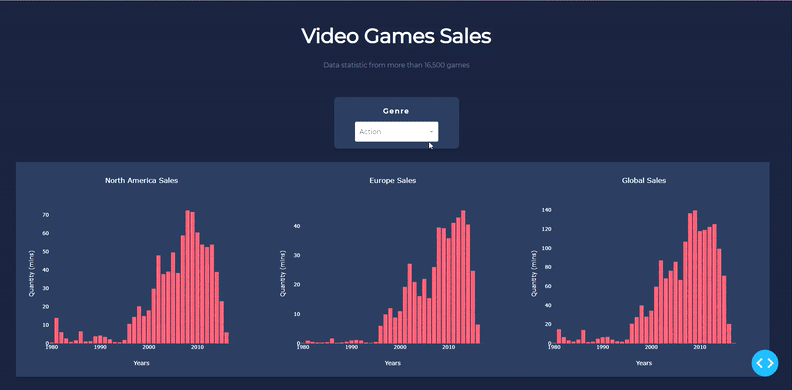 Video Games Sales
Data statistic from more than 16,500 games
Genre
Action
North America Sales
Europe Sales
Global Sales
Quantity (mlns)
70
60
50
40
30
20
10
0
1980
1990
2000
2010
Years
Quantity (mlns)
40
30
20
10
0
1980
1990
2000
2010
Years
Quantity (mlns)
140
120
100
80
60
40
20
0
1980
1990
2000
2010
Years